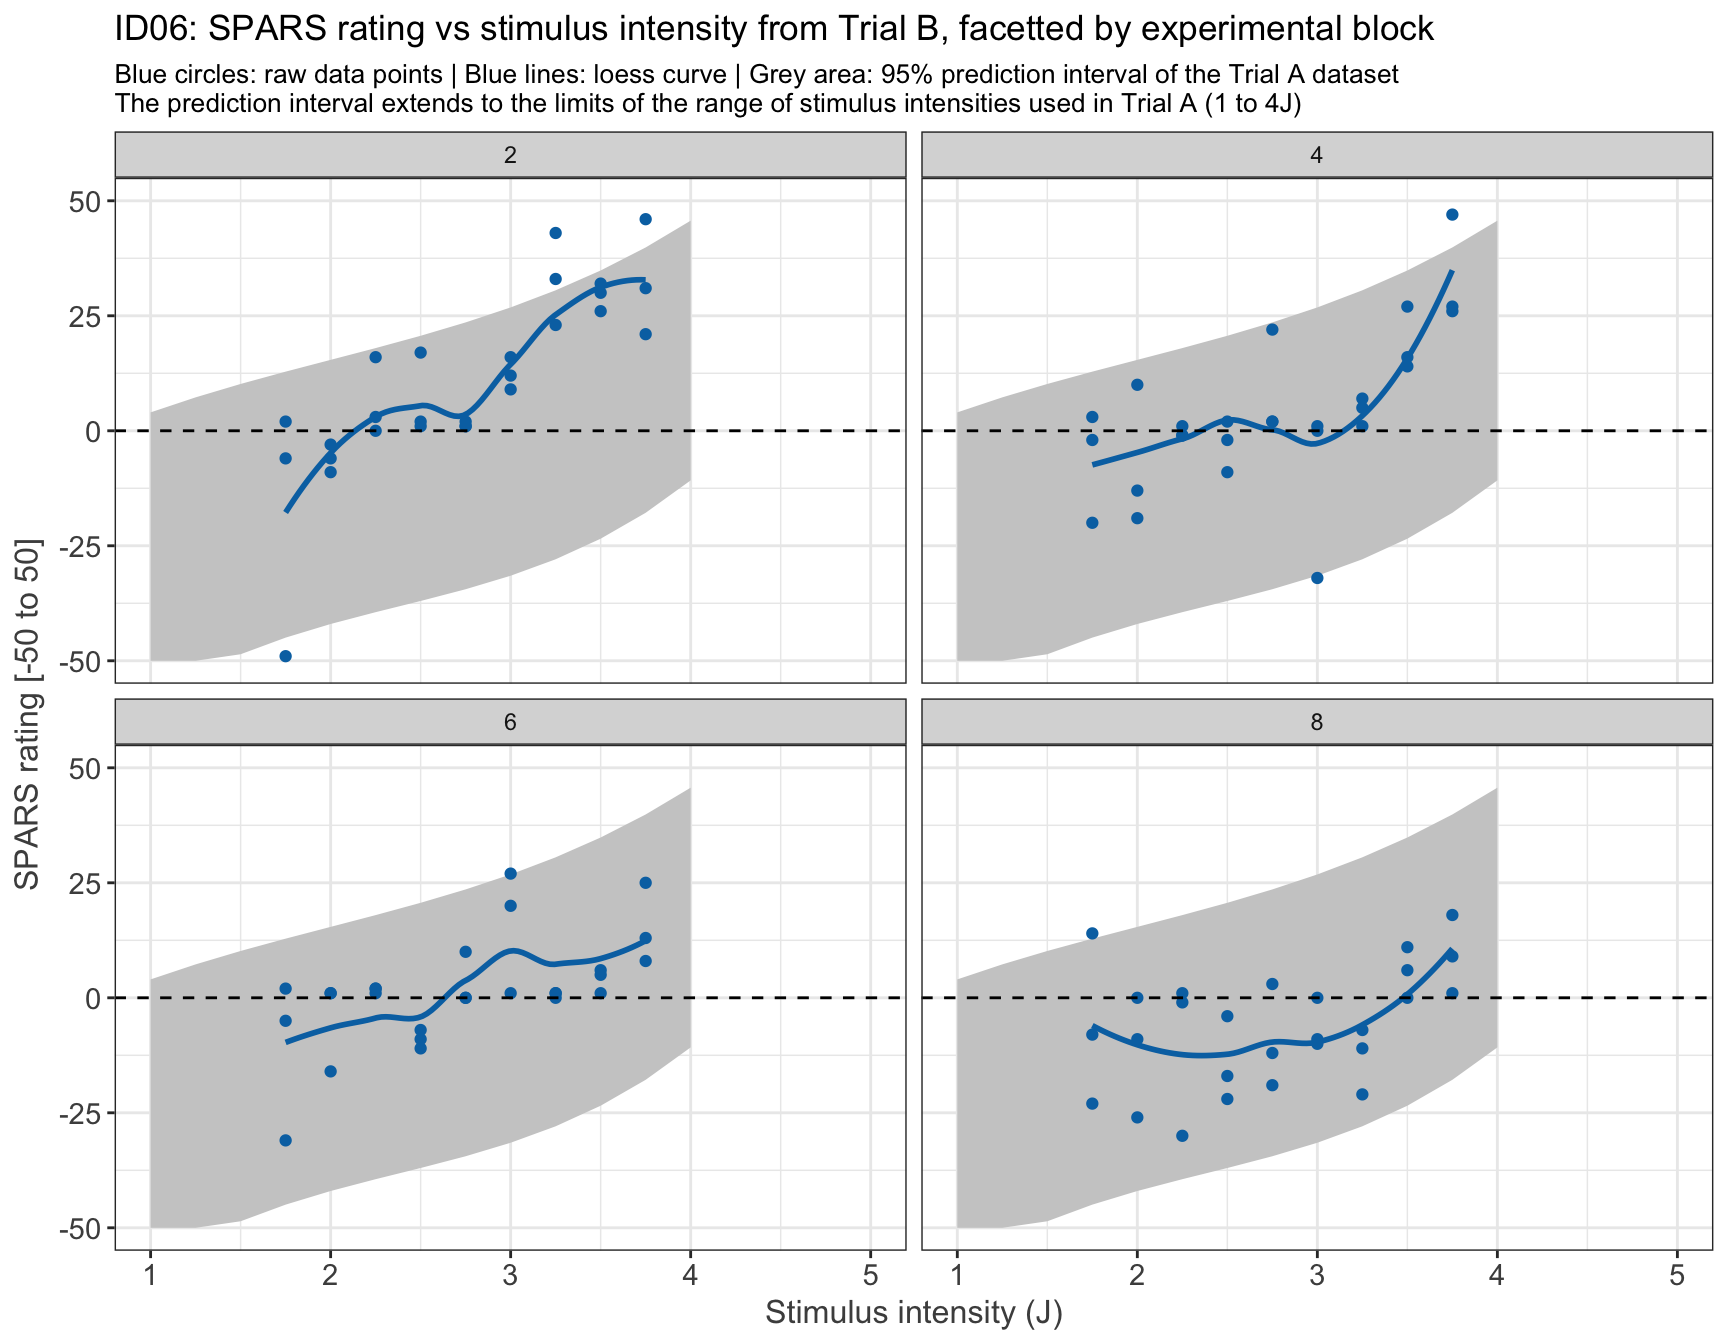 ID06: SPARS rating vs stimulus intensity from Trial B, facetted by experimental block
Blue circles: raw data points | Blue lines: loess curve | Grey area: 95% prediction interval of the Trial A dataset
The prediction interval extends to the limits of the range of stimulus intensities used in Trial A (1 to 4J)
2
4
50
25
0
-25
-50
6
8
50
25
0
-25
-50
SPARS rating [-50 to 50]
1 2 3 4 5 1 2 3 4 5
Stimulus intensity (J)